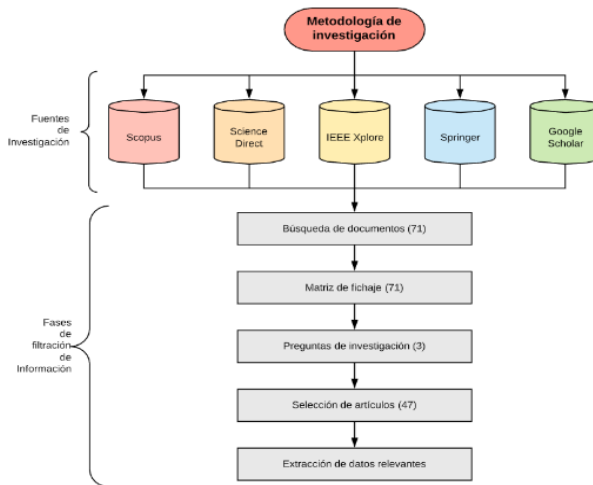 Metodología de
investigación
Fuentes
de
Investigación
Scopus
Science
Direct
IEEE Xplore
Springer
Google
Scholar
Fases
de
filtración
de
Información
Búsqueda de documentos (71)
Matriz de fichaje (71)
Preguntas de investigación (3)
Selección de artículos (47)
Extracción de datos relevantes